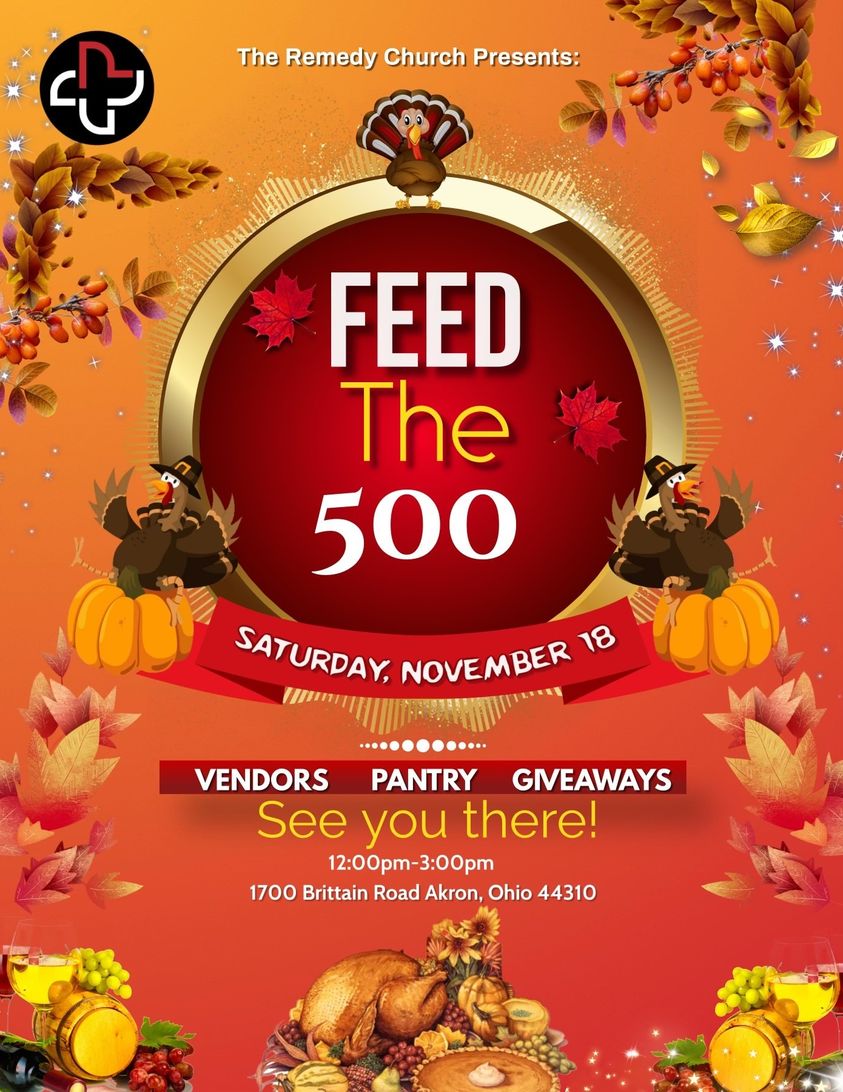 The Remedy Church Presents:
FEED
The
500
SATURDAY, NOVEMBER 18
VENDORS PANTRY GIVEAWAYS
See you there!
12:00pm-3:00pm
1700 Brittain Road Akron, Ohio 44310